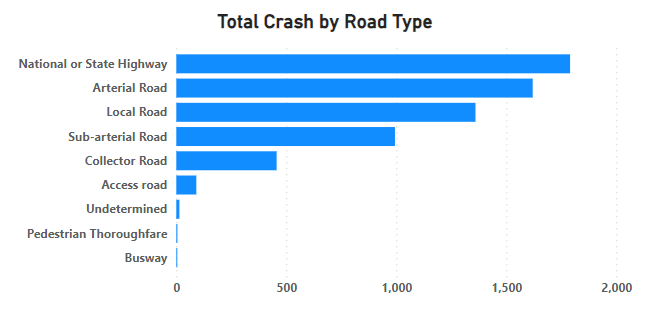 Total Crash by Road Type
National or State Highway
Arterial Road
Local Road
Sub-arterial Road
Collector Road
Access road
Undetermined
Pedestrian Thoroughfare
Busway
0 500 1,000 1,500 2,000